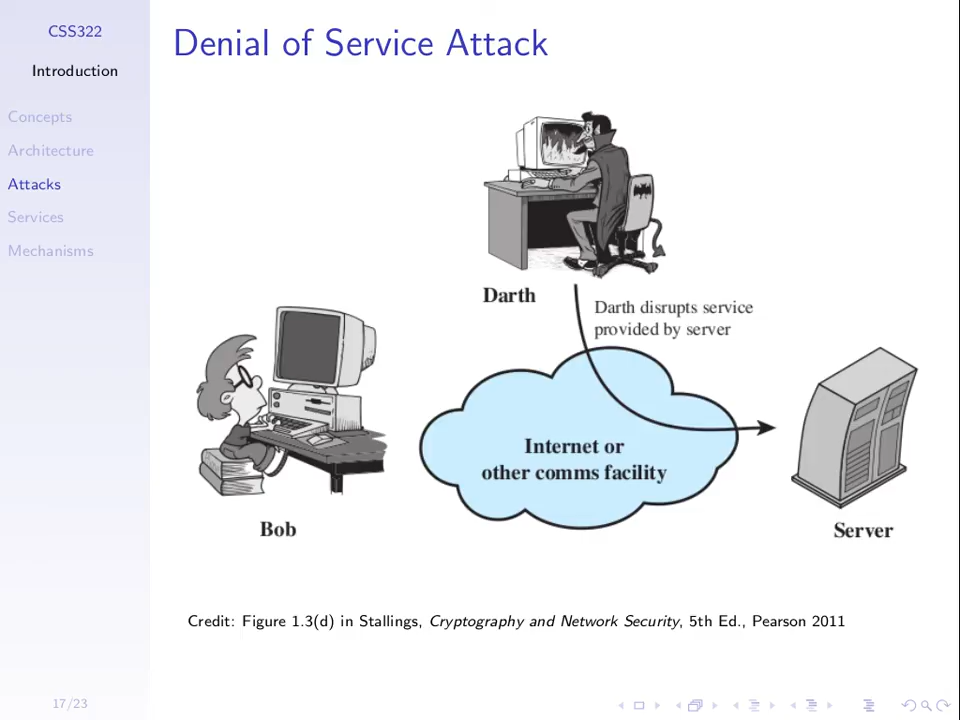 CSS322
Introduction
Concepts
Architecture
Attacks
Services
Mechanisms
Denial of Service Attack
Darth
Darth disrupts service
provided by server
Internet or
other comms facility
Bob
Server
Credit: Figure 1.3(d) in Stallings, Cryptography and Network Security, 5th Ed., Pearson 2011
17/23